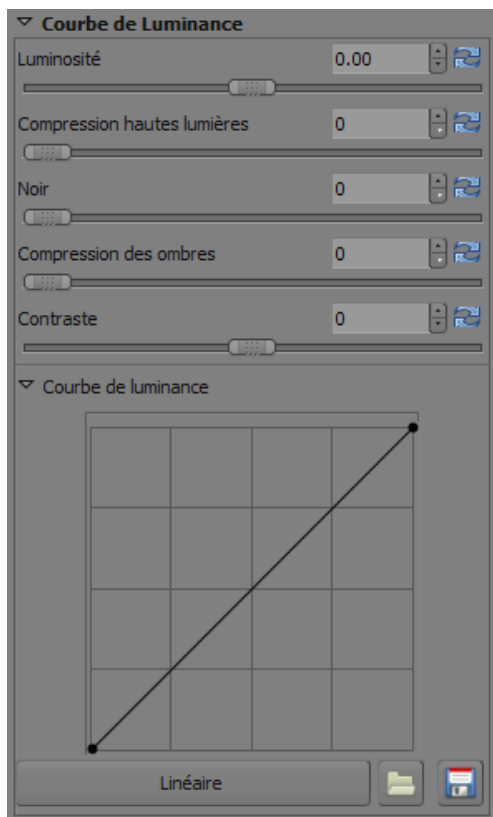 Courbe de Luminance
Luminosité 0.00
Compression hautes lumières 0
Noir 0
Compression des ombres 0
Contraste 0
Courbe de luminance
Linéaire